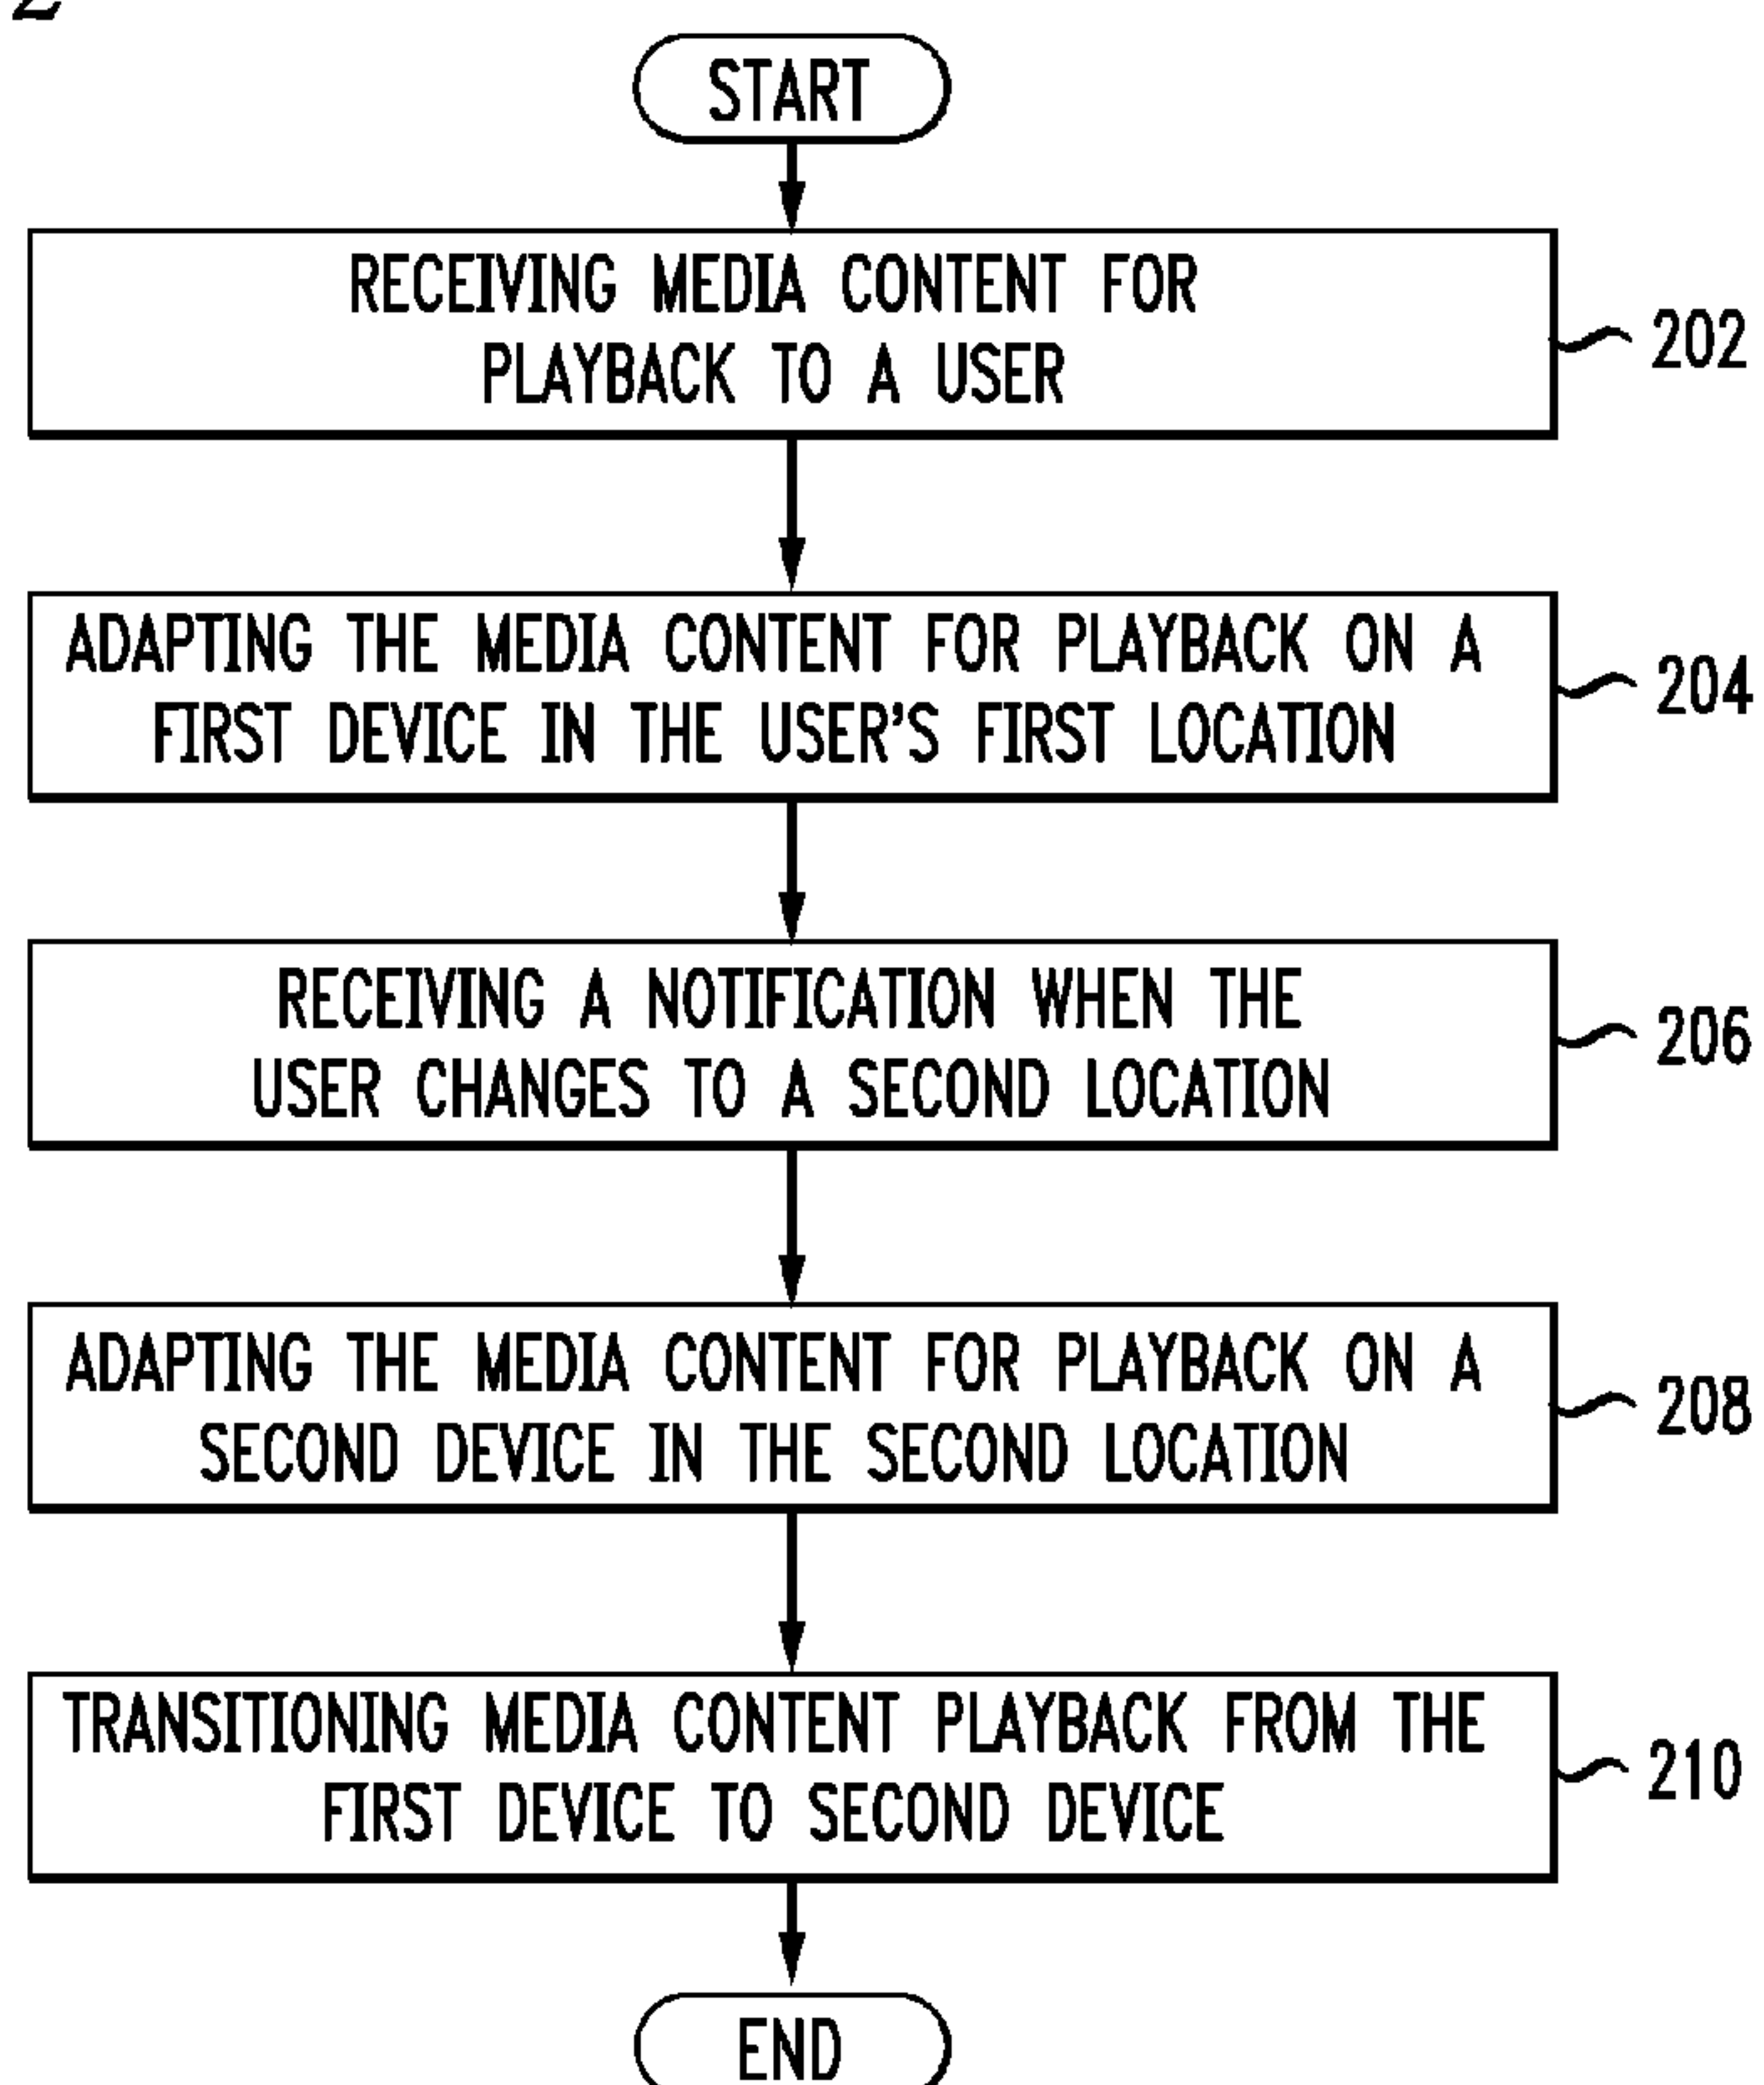 START
RECEIVING MEDIA CONTENT FOR
PLAYBACK TO A USER
202
ADAPTING THE MEDIA CONTENT FOR PLAYBACK ON A
FIRST DEVICE IN THE USER'S FIRST LOCATION
204
RECEIVING A NOTIFICATION WHEN THE
USER CHANGES TO A SECOND LOCATION
206
ADAPTING THE MEDIA CONTENT FOR PLAYBACK ON A
SECOND DEVICE IN THE SECOND LOCATION
208
TRANSITIONING MEDIA CONTENT PLAYBACK FROM THE
FIRST DEVICE TO SECOND DEVICE
210
END